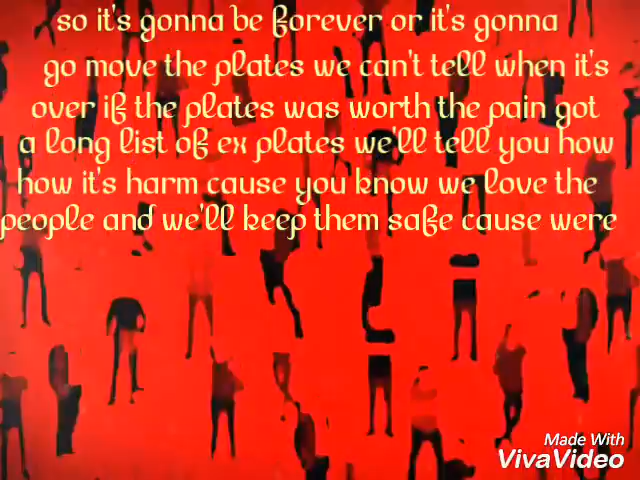 so it's gonna be forever or it's gonna
go move the plates we can't tell when it's
over if the plates was worth the pain got
a long list of ex plates we'll tell you how
how it's harm cause you know we love the
people and we'll keep them safe cause were
Made With
VivaVideo